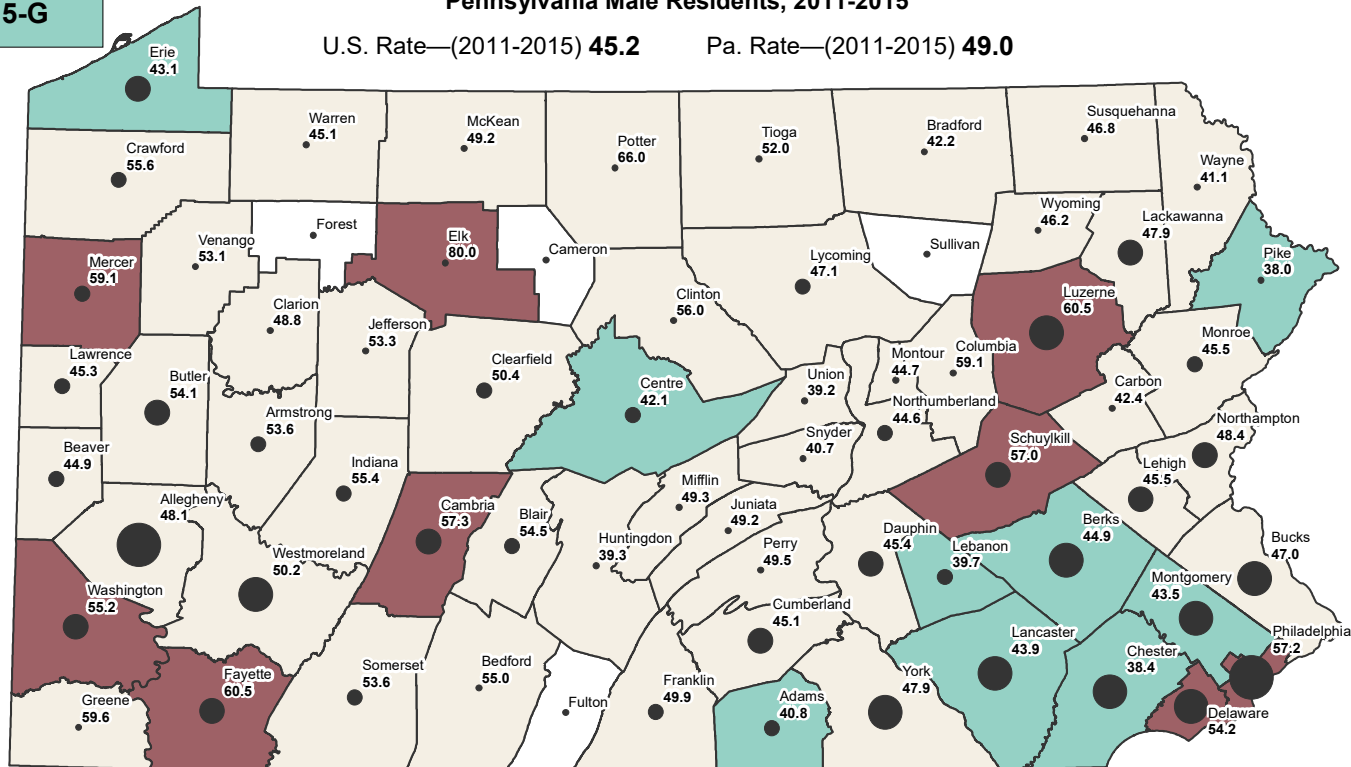 5-G
Pennsylvania Male Residents, 2011-2015
U.S. Rate—(2011-2015) 45.2 Pa. Rate—(2011-2015) 49.0
Erie
43.1
Warren
45.1
McKean
49.2
Potter
66.0
Tioga
52.0
Bradford
42.2
Susquehanna
46.8
Wayne
41.1
Crawford
55.6
Wyoming
46.2
Lackawanna
47.9
Pike
38.0
Mercer
59.1
Venango
53.1
Forest
Elk
80.0
Cameron
Lycoming
47.1
Sullivan
Luzerne
60.5
Clarion
48.8
Jefferson
53.3
Clinton
56.0
Lawrence
45.3
Butler
54.1
Clearfield
50.4
Centre
42.1
Union
39.2
Montour
44.7
Columbia
59.1
Monroe
45.5
Carbon
42.4
Armstrong
53.6
Northumberland
44.6
Northampton
48.4
Beaver
44.9
Indiana
55.4
Snyder
40.7
Schuylkill
57.0
Lehigh
45.5
Allegheny
48.1
Cambria
57.3
Blair
54.5
Mifflin
49.3
Juniata
49.2
Huntingdon
39.3
Perry
49.5
Dauphin
45.4
Lebanon
39.7
Berks
44.9
Bucks
47.0
Westmoreland
50.2
Washington
55.2
Montgomery
43.5
Cumberland
45.1
Lancaster
43.9
Chester
38.4
Philadelphia
57.2
Fayette
60.5
Somerset
53.6
Bedford
55.0
Fulton
Franklin
49.9
Adams
40.8
York
47.9
Greene
59.6
Delaware
54.2